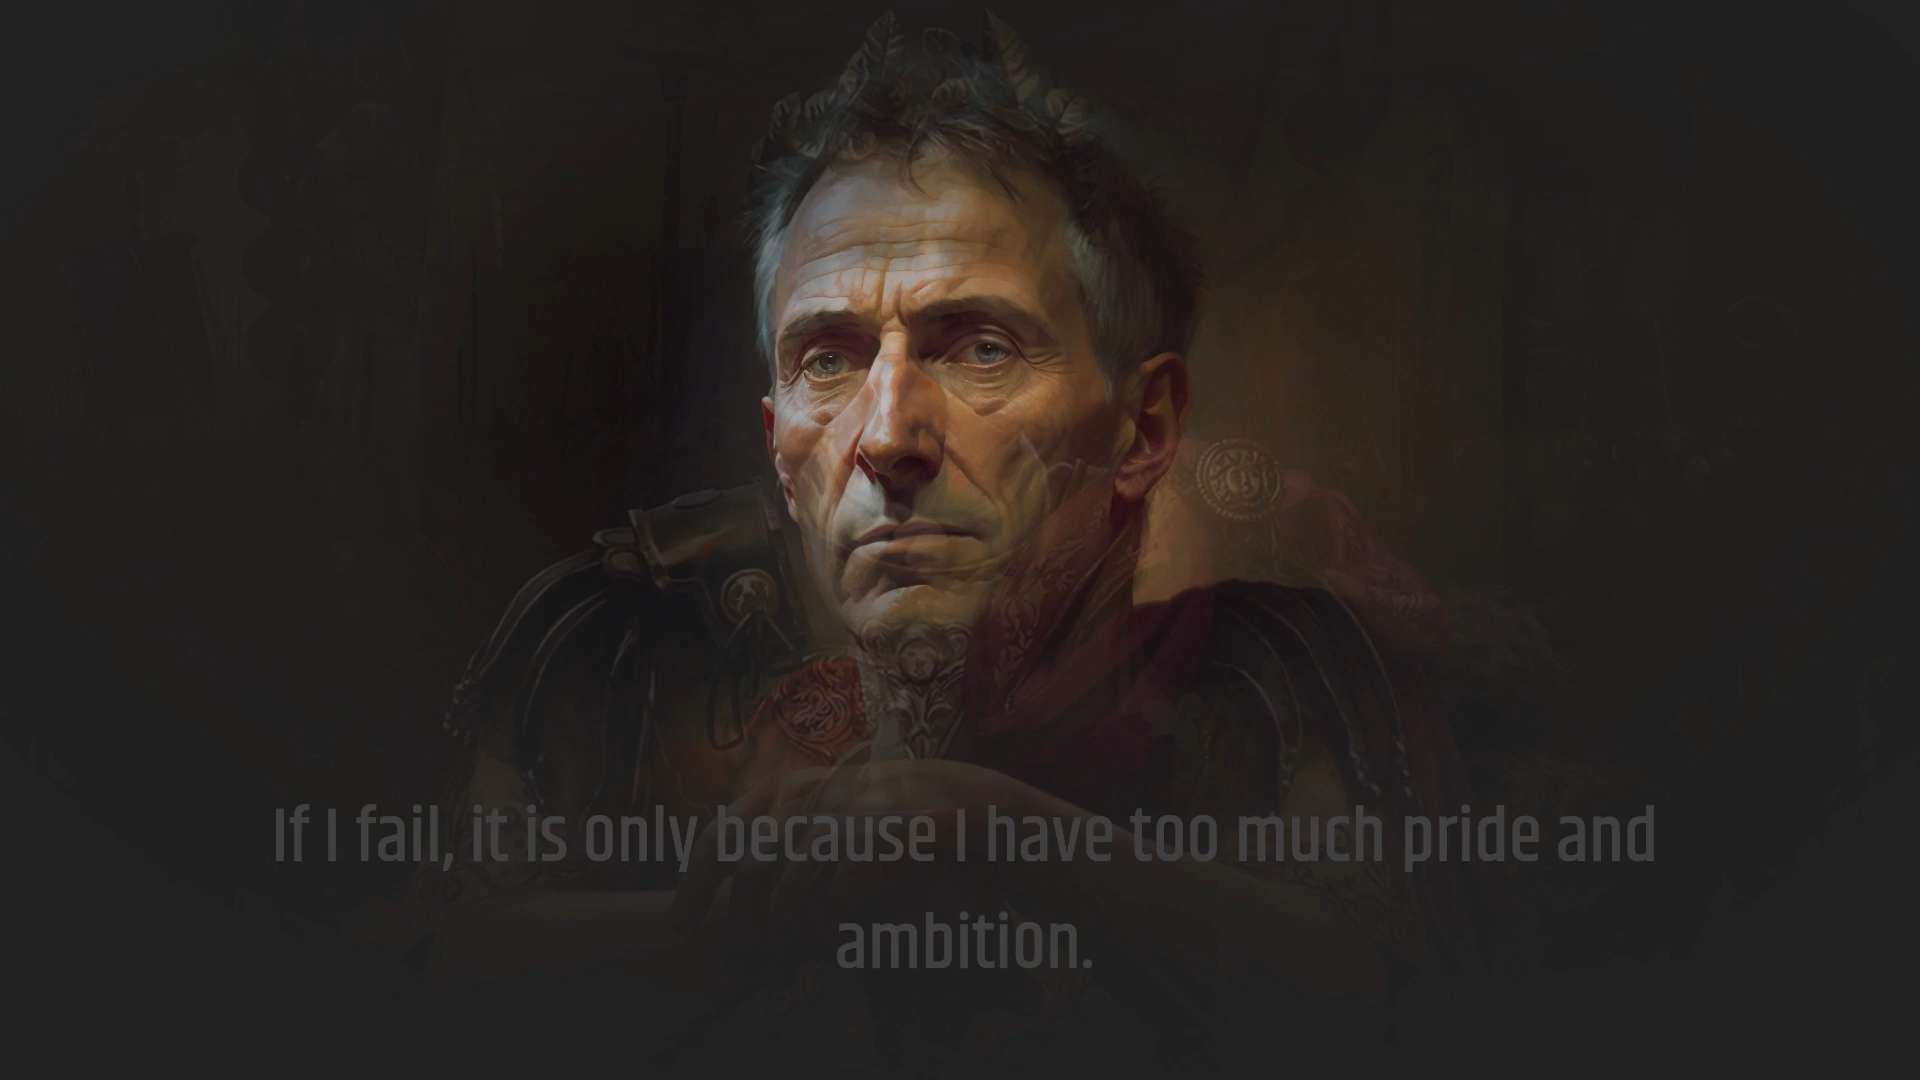 If I fail, it is only because I have too much pride and
ambition.